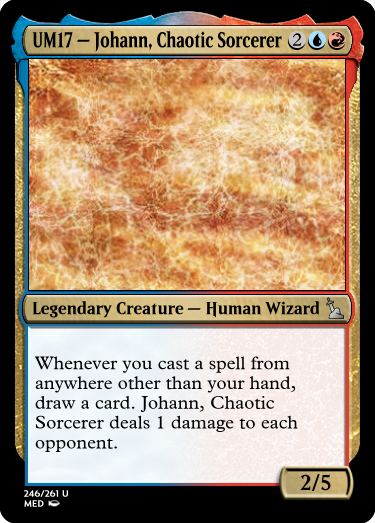 UM17 — Johann, Chaotic Sorcerer 2
Legendary Creature — Human Wizard
Whenever you cast a spell from
anywhere other than your hand,
draw a card. Johann, Chaotic
Sorcerer deals 1 damage to each
opponent.
2/5
246/261 U
MED